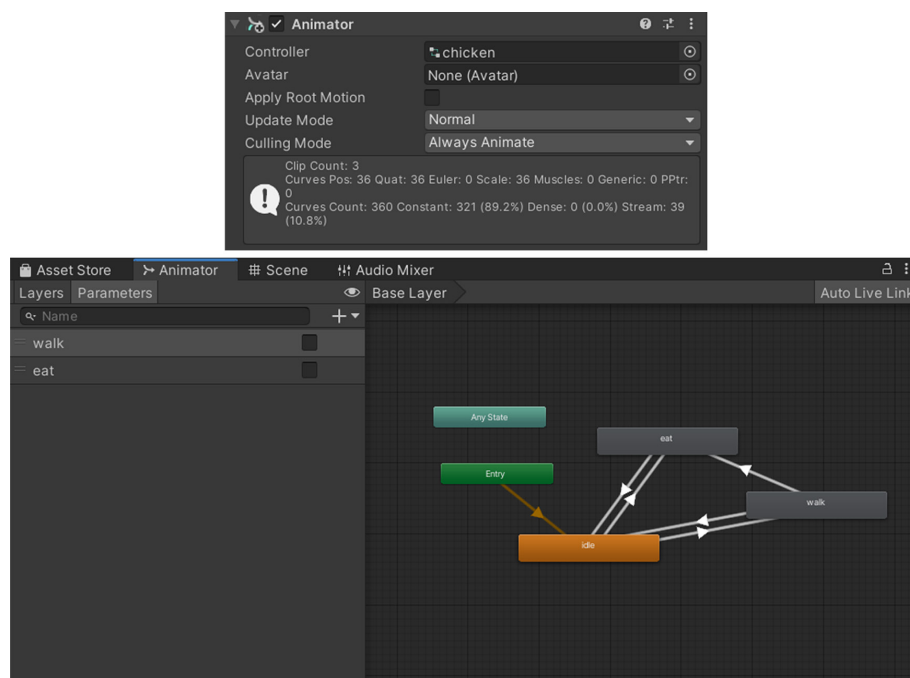 Animator
Controller
chicken
Avatar
None (Avatar)
Apply Root Motion
Update Mode
Normal
Culling Mode
Always Animate
Clip Count: 3
Curves Pos: 36 Quat: 36 Euler: 0 Scale: 36 Muscles: 0 Generic: 0 PPtr:
0
Curves Count: 360 Constant: 321 (89.2%) Dense: 0 (0.0%) Stream: 39
(10.8%)
Asset Store
Animator
Scene
Audio Mixer
Layers
Parameters
Base Layer
Auto Live Link
Name
walk
eat
Any State
eat
Entry
walk
idle